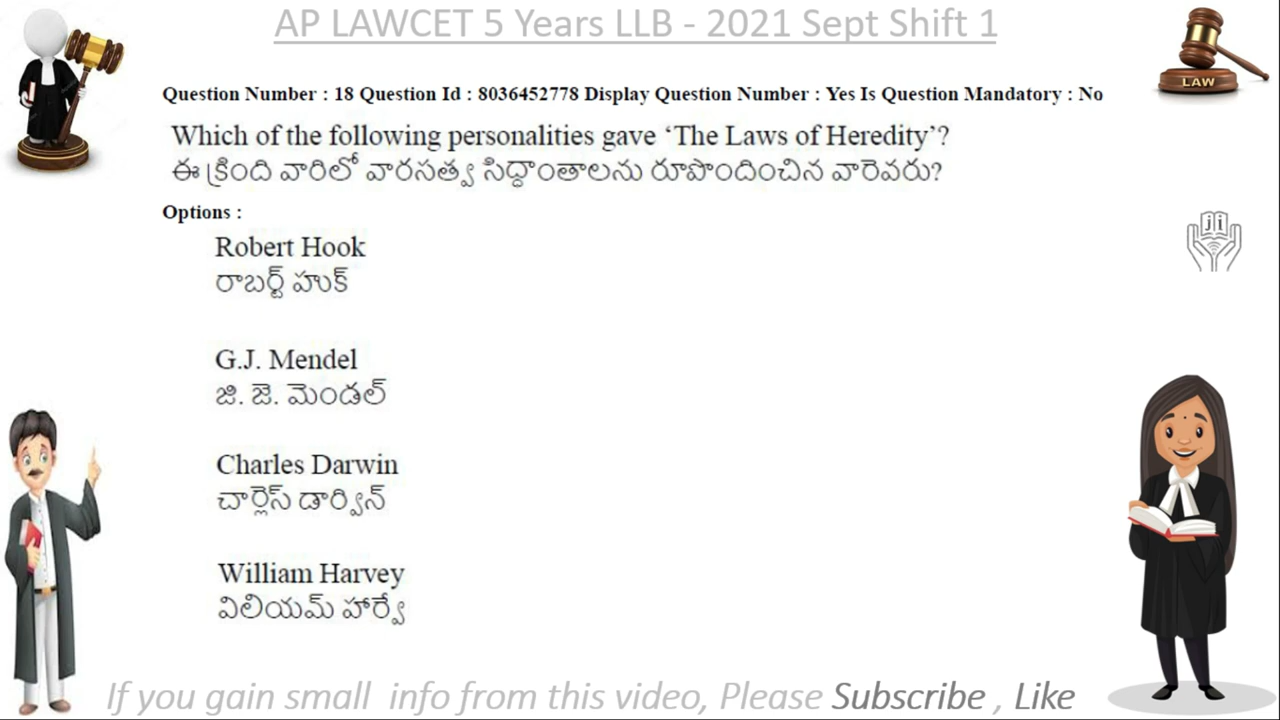 AP LAWCET 5 Years LLB - 2021 Sept Shift 1
LAW
Question Number : 18 Question Id : 8036452778 Display Question Number : Yes Is Question Mandatory : No
Which of the following personalities gave ‘The Laws of Heredity’?
ఈ క్రింది వారిలో వారసత్వ సిద్ధాంతాలను రూపొందించిన వారెవరు?
Options :
Robert Hook
రాబర్ట్ హుక్
G.J. Mendel
జి. జె. మెండల్
Charles Darwin
చార్లెస్ డార్విన్
William Harvey
విలియమ్ హార్వే
ji
If you gain small info from this video, Please Subscribe , Like